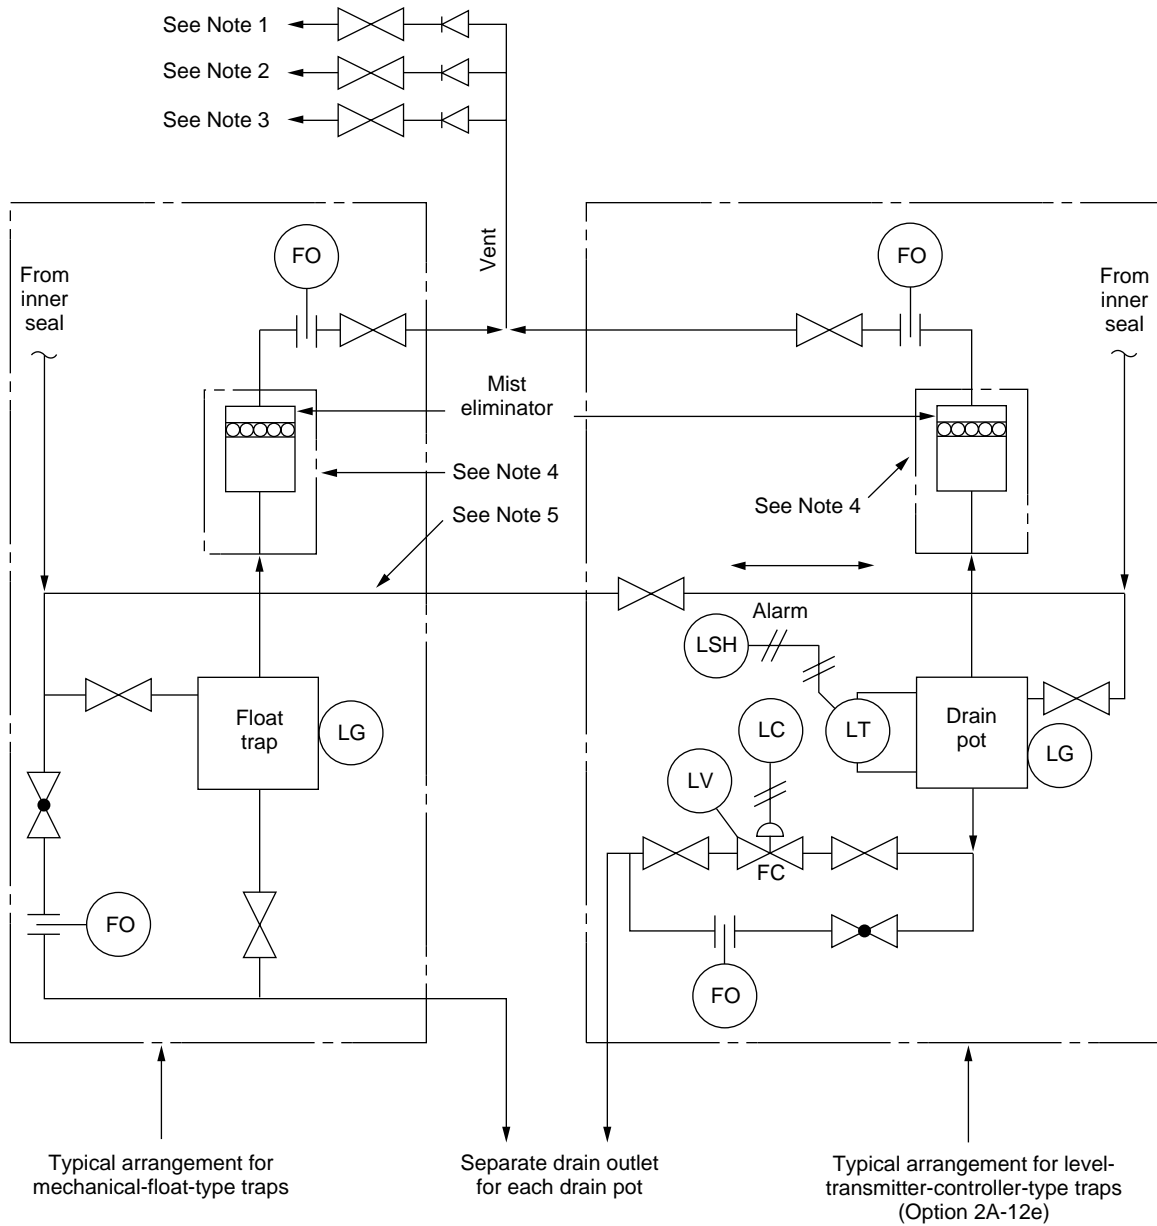 See Note 1
See Note 2
See Note 3
Vent
FO
FO
From
inner
seal
From
inner
seal
Mist
eliminator
See Note 4
See Note 4
See Note 5
Alarm
LSH
Float
trap
LG
LC
LT
Drain
pot
LG
LV
FC
FO
FO
Typical arrangement for
mechanical-float-type traps
Separate drain outlet
for each drain pot
Typical arrangement for level-
transmitter-controller-type traps
(Option 2A-12e)